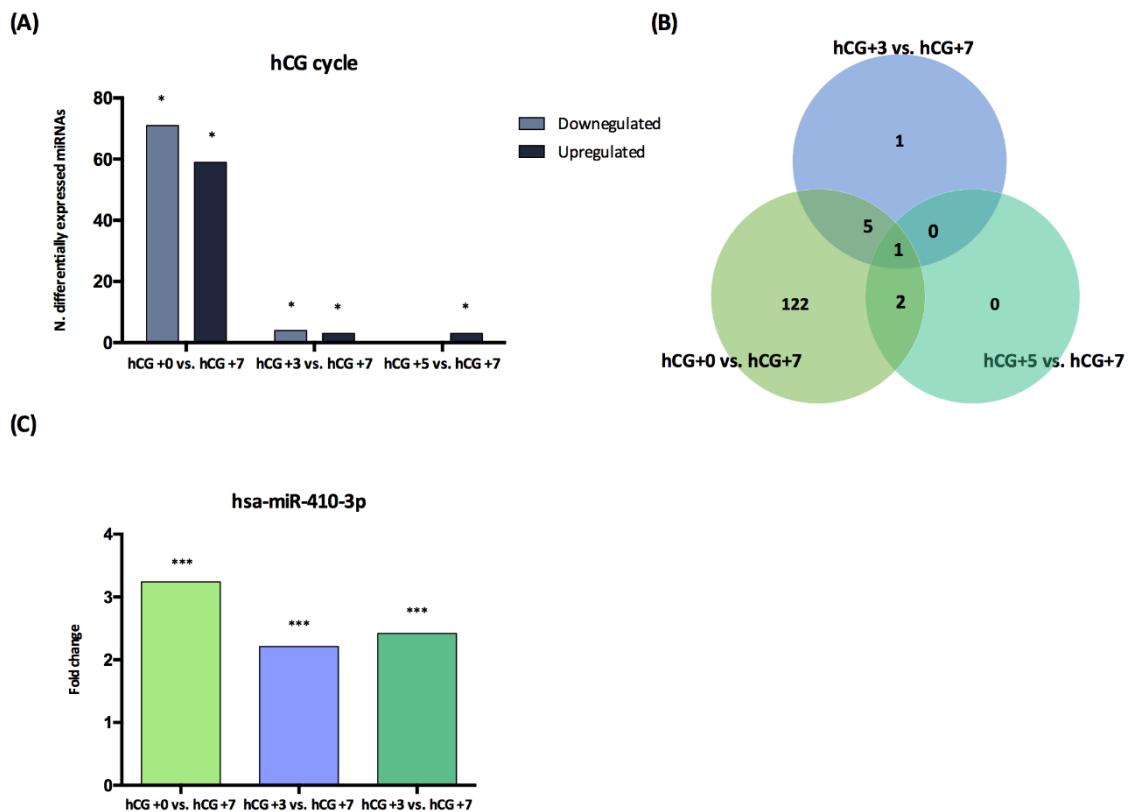 (A)
hCG cycle
N. differentially expressed miRNAs
80
60
40
20
0
*
*
*
*
*
hCG +0 vs. hCG +7
hCG +3 vs. hCG +7
hCG +5 vs. hCG +7
Downegulated
Upregulated
(B)
hCG+3 vs. hCG+7
1
5
0
1
122
2
0
hCG+0 vs. hCG+7
hCG+5 vs. hCG+7
(C)
hsa-miR-410-3p
Fold change
4
3
2
1
0
***
***
***
hCG +0 vs. hCG +7
hCG +3 vs. hCG +7
hCG +3 vs. hCG +7